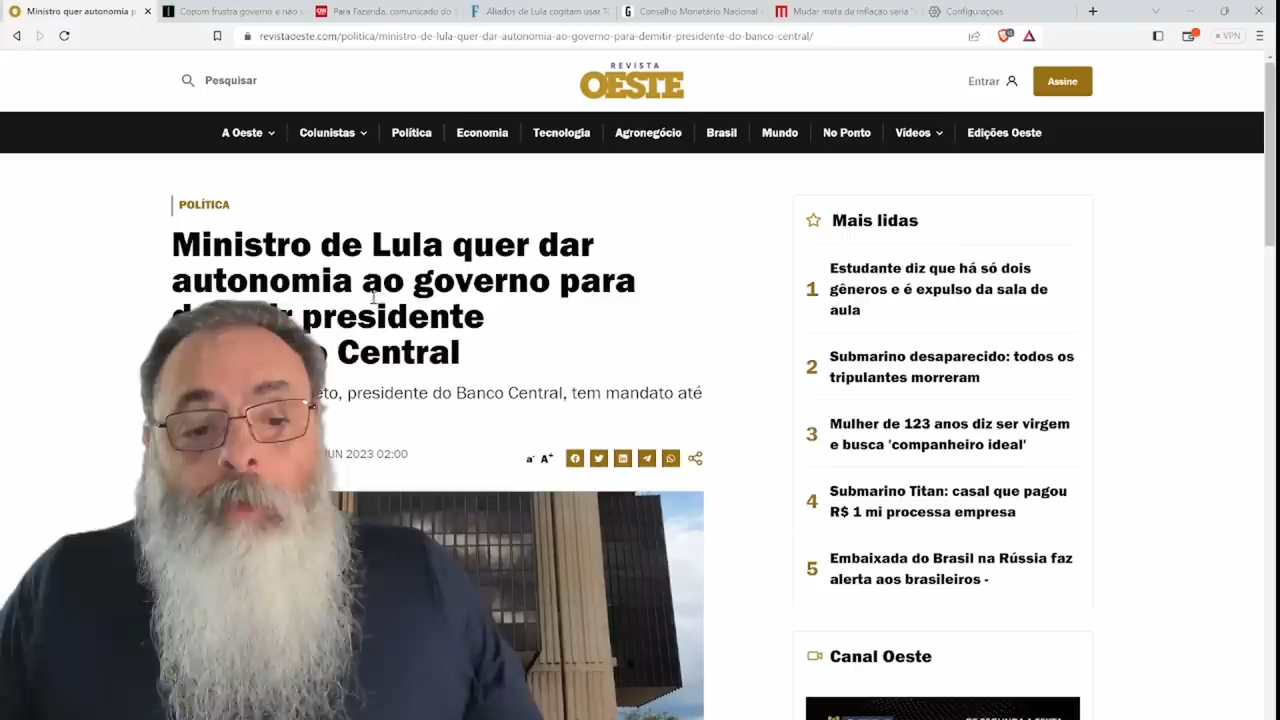 Ministro quer autonomia p
Copom frustra governo e não s
Para Fazenda, comunicado do
Aliados de Lula cogitam usar TC
Conselho Monetário Nacional
Mudar meta de inflação seria "
Configurações
revistaoeste.com/politica/ministro-de-lula-quer-dar-autonomia-ao-governo-para-demitir-presidente-do-banco-central/
VPN
Pesquisar
REVISTA
OESTE
Entrar
Assine
A Oeste
Colunistas
Política
Economia
Tecnologia
Agronegócio
Brasil
Mundo
No Ponto
Vídeos
Edições Oeste
POLÍTICA
Ministro de Lula quer dar
autonomia ao governo para
presidente
Central
eto, presidente do Banco Central, tem mandato até
JUN 2023 02:00
a- A+
Mais lidas
1
Estudante diz que há só dois
gêneros e é expulso da sala de
aula
2
Submarino desaparecido: todos os
tripulantes morreram
3
Mulher de 123 anos diz ser virgem
e busca 'companheiro ideal'
4
Submarino Titan: casal que pagou
R$ 1 mi processa empresa
5
Embaixada do Brasil na Rússia faz
alerta aos brasileiros -
Canal Oeste